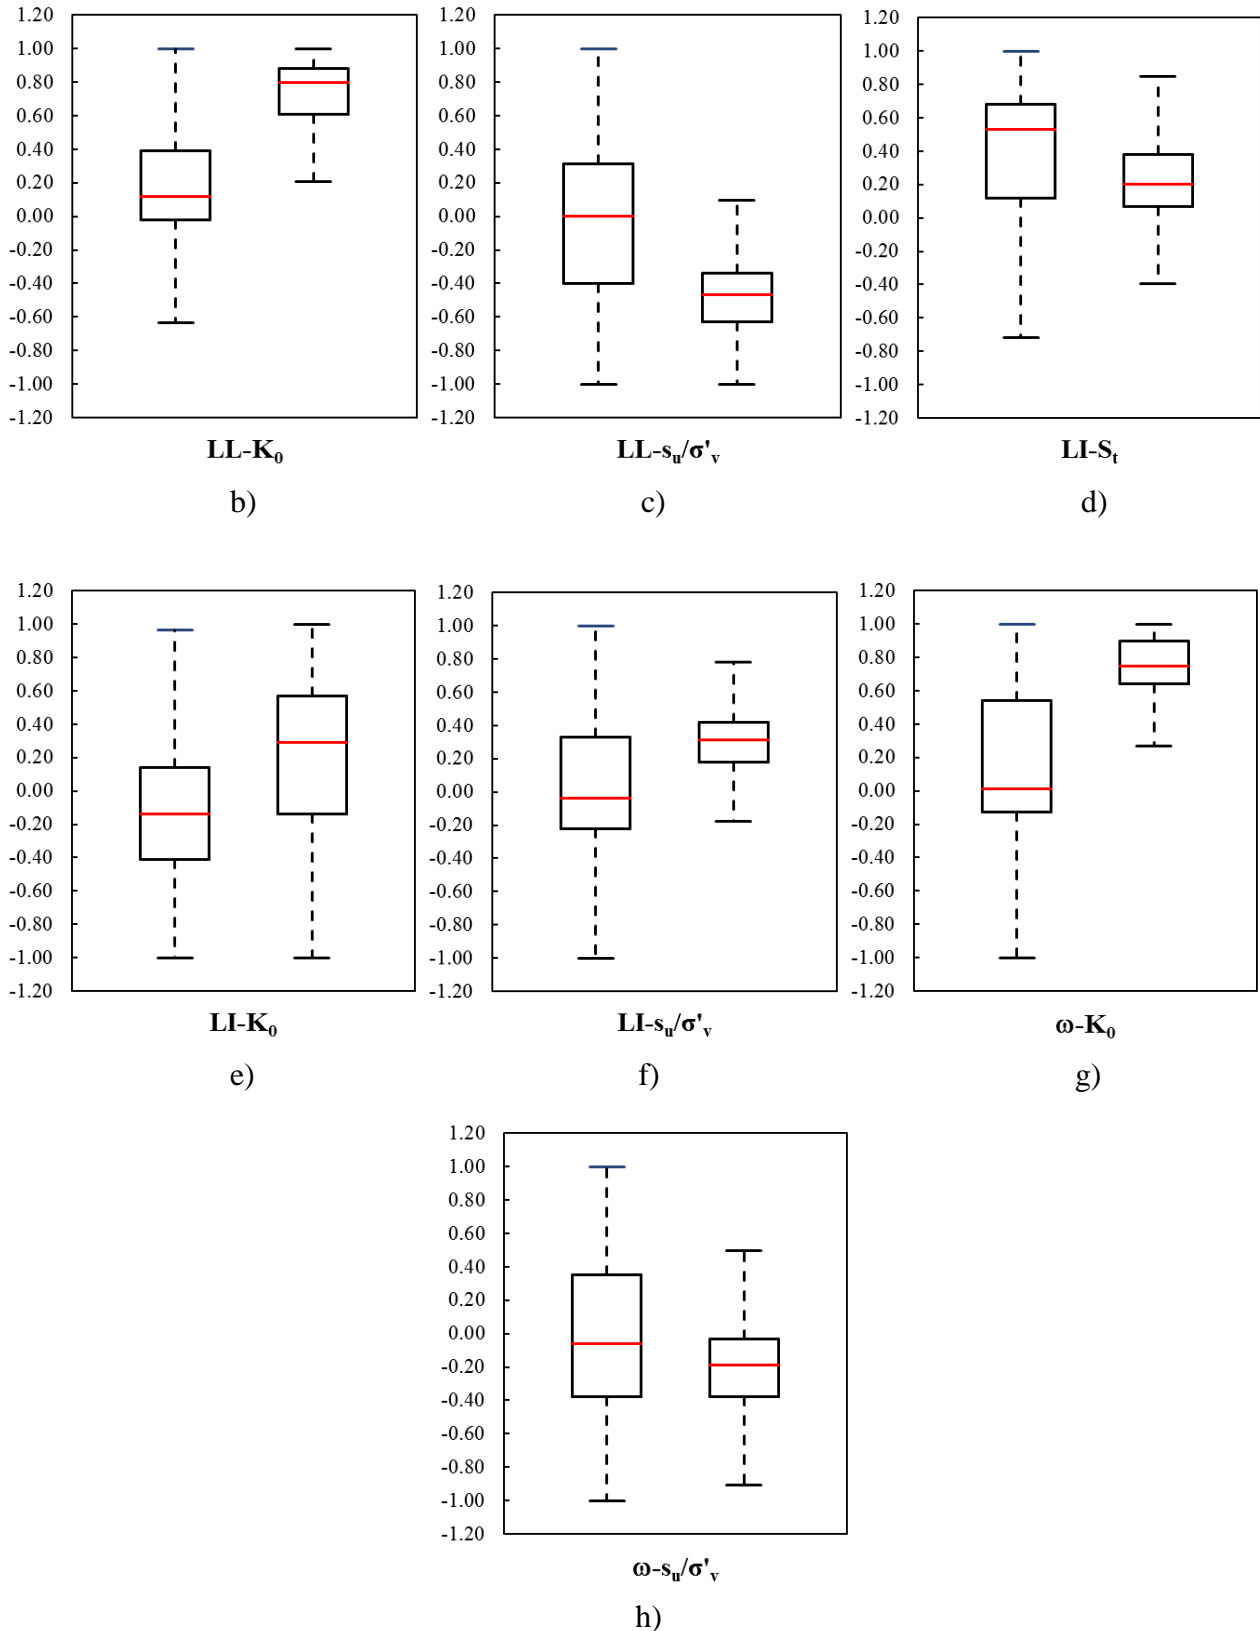 1.20 1.20 1.20
1.00 1.00 1.00
0.80 0.80 0.80
0.60 0.60 0.60
0.40 0.40 0.40
0.20 0.20 0.20
0.00 0.00 0.00
-0.20 -0.20 -0.20
-0.40 -0.40 -0.40
-0.60 -0.60 -0.60
-0.80 -0.80 -0.80
-1.00 -1.00 -1.00
-1.20 -1.20 -1.20
LL-K₀ LL-sᵤ/σ'ᵥ LI-Sₜ
b) c) d)
1.20 1.20 1.20
1.00 1.00 1.00
0.80 0.80 0.80
0.60 0.60 0.60
0.40 0.40 0.40
0.20 0.20 0.20
0.00 0.00 0.00
-0.20 -0.20 -0.20
-0.40 -0.40 -0.40
-0.60 -0.60 -0.60
-0.80 -0.80 -0.80
-1.00 -1.00 -1.00
-1.20 -1.20 -1.20
LI-K₀ LI-sᵤ/σ'ᵥ ω-K₀
e) f) g)
1.20
1.00
0.80
0.60
0.40
0.20
0.00
-0.20
-0.40
-0.60
-0.80
-1.00
-1.20
ω-sᵤ/σ'ᵥ
h)